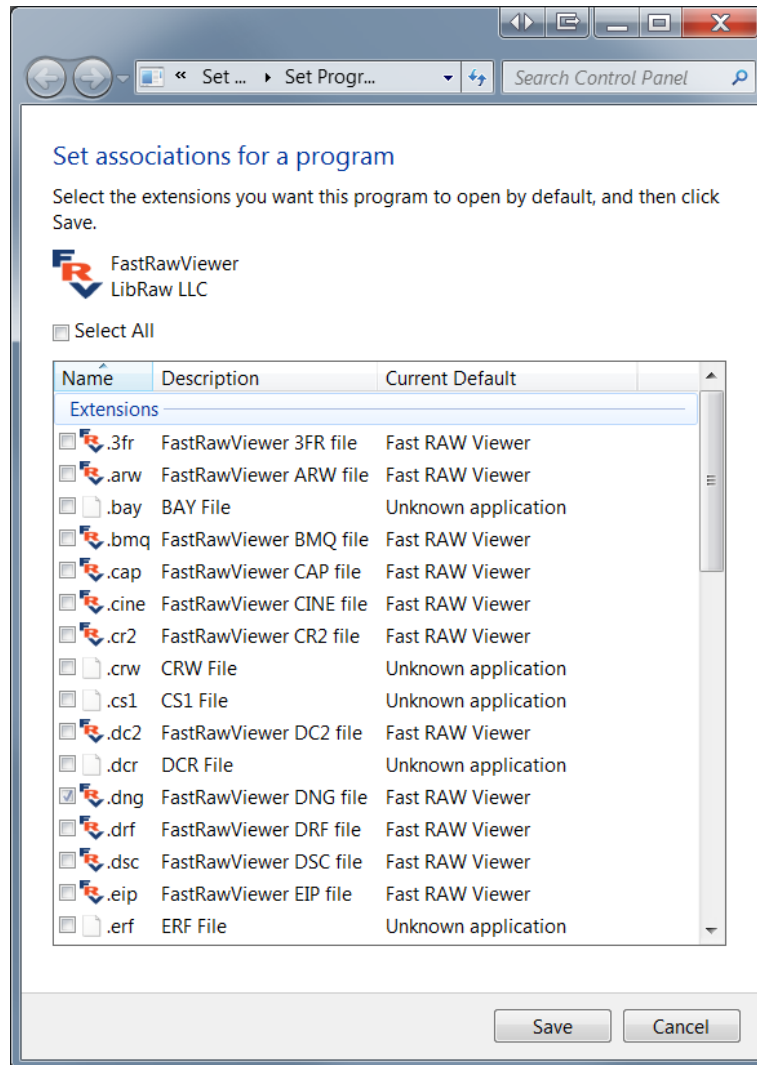 « Set ... ▸ Set Progr...
Search Control Panel
Set associations for a program
Select the extensions you want this program to open by default, and then click
Save.
FRV
FastRawViewer
LibRaw LLC
Select All
Name Description Current Default
Extensions
.3fr FastRawViewer 3FR file Fast RAW Viewer
.arw FastRawViewer ARW file Fast RAW Viewer
.bay BAY File Unknown application
.bmq FastRawViewer BMQ file Fast RAW Viewer
.cap FastRawViewer CAP file Fast RAW Viewer
.cine FastRawViewer CINE file Fast RAW Viewer
.cr2 FastRawViewer CR2 file Fast RAW Viewer
.crw CRW File Unknown application
.cs1 CS1 File Unknown application
.dc2 FastRawViewer DC2 file Fast RAW Viewer
.dcr DCR File Unknown application
.dng FastRawViewer DNG file Fast RAW Viewer
.drf FastRawViewer DRF file Fast RAW Viewer
.dsc FastRawViewer DSC file Fast RAW Viewer
.eip FastRawViewer EIP file Fast RAW Viewer
.erf ERF File Unknown application
Save Cancel